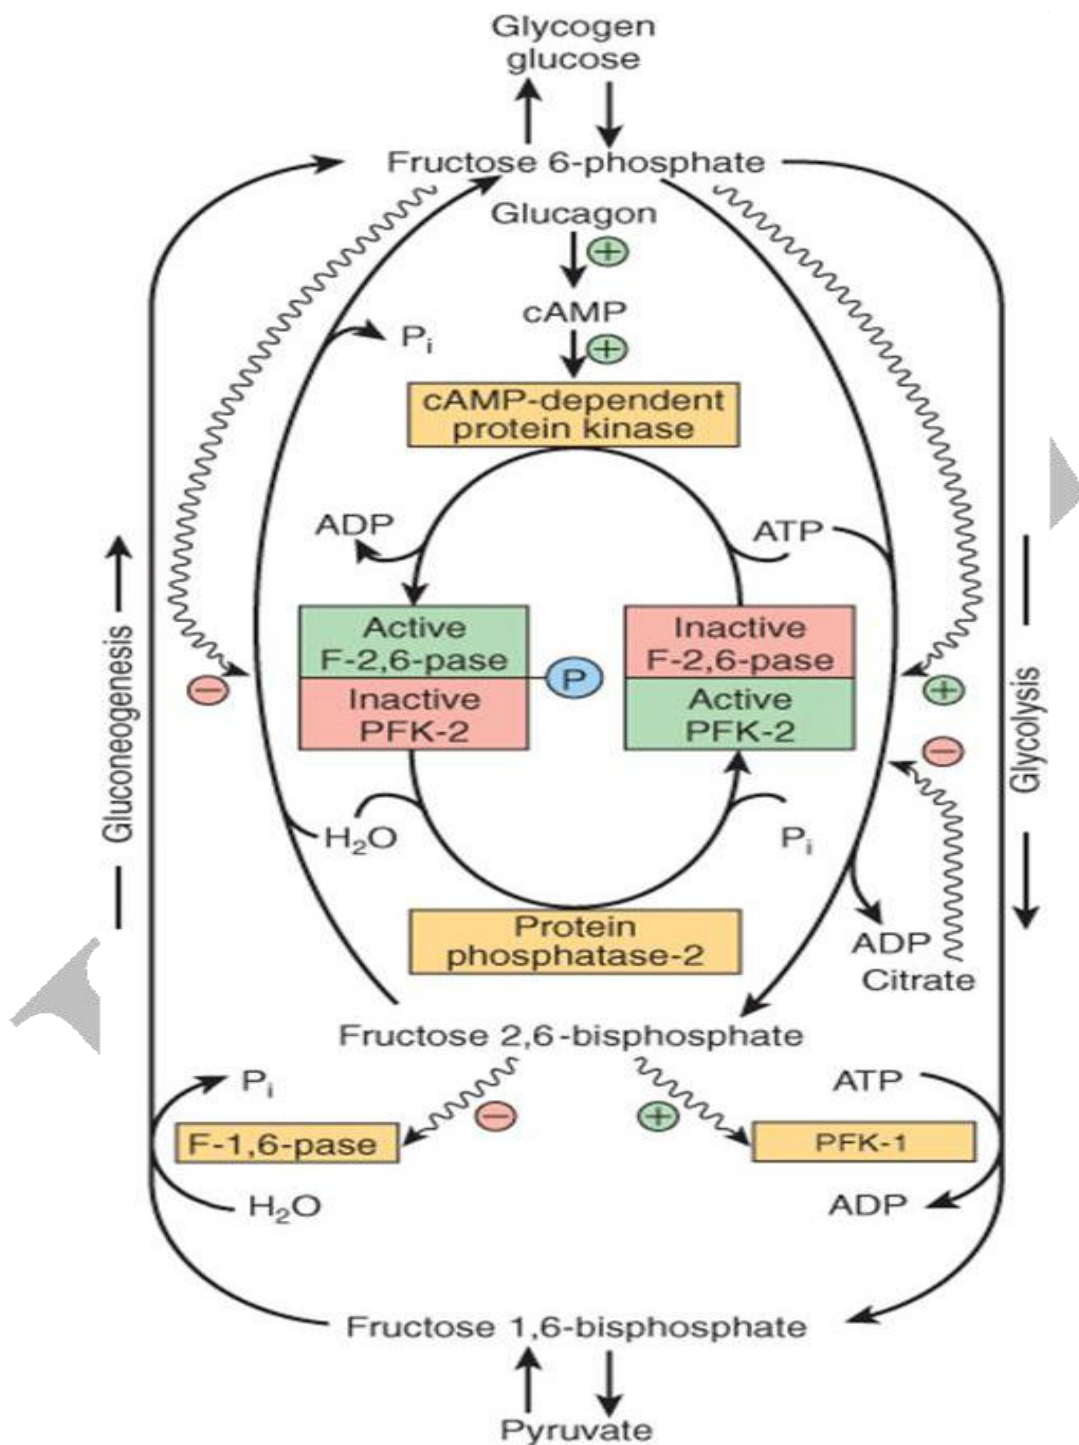 Glycogen
glucose
Fructose 6-phosphate
Glucagon
+
cAMP
+
Pi
cAMP-dependent
protein kinase
ADP
ATP
Active
F-2,6-pase
Inactive
PFK-2
P
Inactive
F-2,6-pase
Active
PFK-2
−
+
−
Gluconeogenesis
Glycolysis
H₂O
Pi
Protein
phosphatase-2
ADP
Citrate
Fructose 2,6-bisphosphate
Pi
−
+
ATP
F-1,6-pase
PFK-1
H₂O
ADP
Fructose 1,6-bisphosphate
Pyruvate